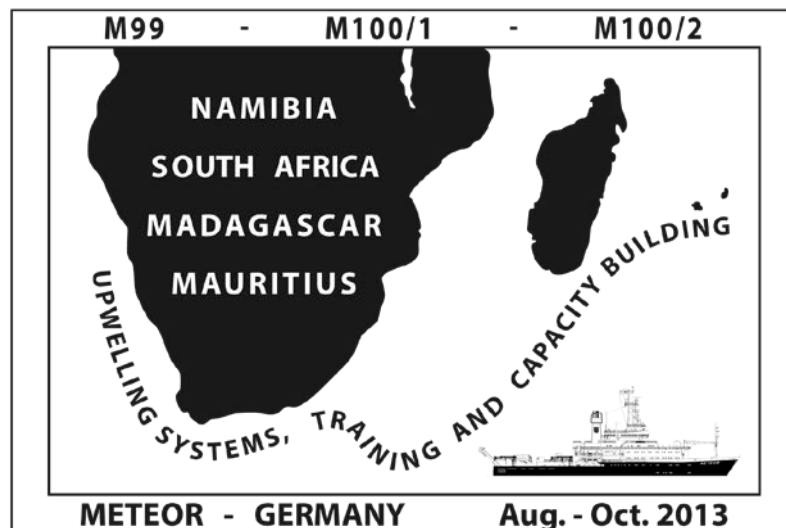 M99 - M100/1 - M100/2
NAMIBIA
SOUTH AFRICA
MADAGASCAR
MAURITIUS
UPWELLING SYSTEMS, TRAINING AND CAPACITY BUILDING
METEOR - GERMANY Aug. - Oct. 2013